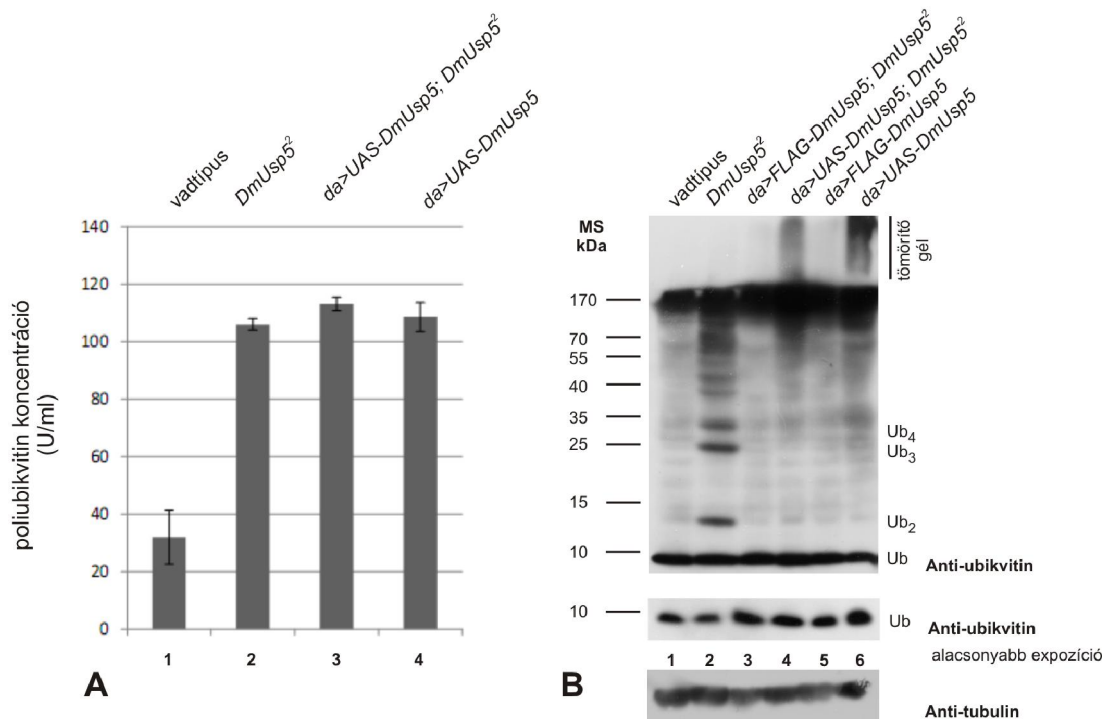 vadtípus
DmUsp5²
da>UAS-DmUsp5; DmUsp5²
da>UAS-DmUsp5
poliubikvitin koncentráció
(U/ml)
140
120
100
80
60
40
20
0
1 2 3 4
A
vadtípus
DmUsp5²
da>FLAG-DmUsp5; DmUsp5²
da>UAS-DmUsp5; DmUsp5²
da>FLAG-DmUsp5
da>UAS-DmUsp5
MS
kDa
tömörítő
gél
170
70
55
40
35
25
15
10
Ub₄
Ub₃
Ub₂
Ub
Anti-ubikvitin
10
Ub
Anti-ubikvitin
alacsonyabb expozíció
1 2 3 4 5 6
B
Anti-tubulin